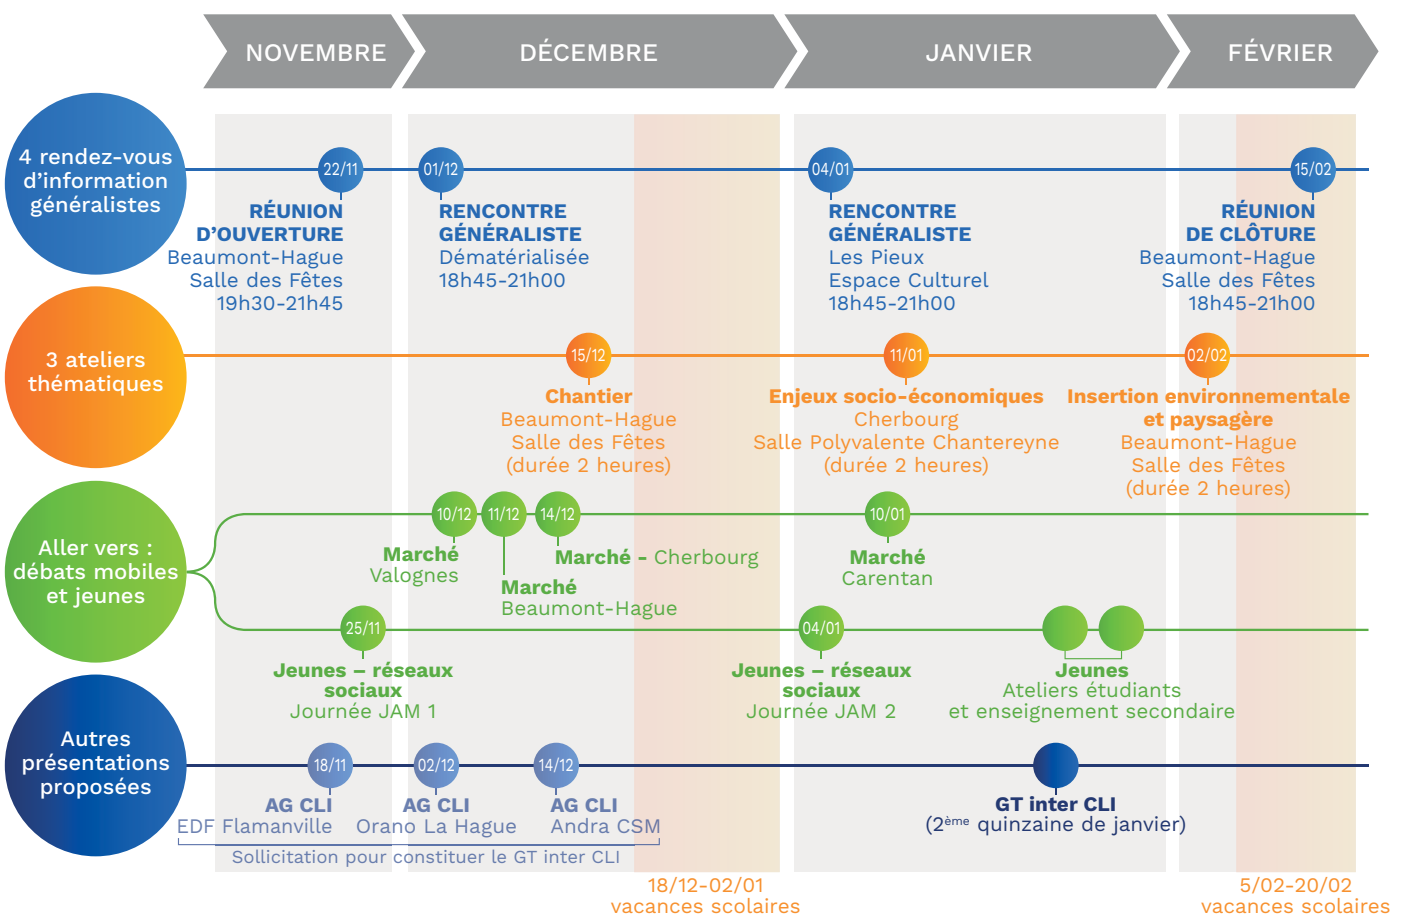 NOVEMBRE
DÉCEMBRE
JANVIER
FÉVRIER
4 rendez-vous
d'information
généralistes
22/11
RÉUNION
D'OUVERTURE
Beaumont-Hague
Salle des Fêtes
19h30-21h45
01/12
RENCONTRE
GÉNÉRALISTE
Dématérialisée
18h45-21h00
04/01
RENCONTRE
GÉNÉRALISTE
Les Pieux
Espace Culturel
18h45-21h00
15/02
RÉUNION
DE CLÔTURE
Beaumont-Hague
Salle des Fêtes
18h45-21h00
3 ateliers
thématiques
15/12
Chantier
Beaumont-Hague
Salle des Fêtes
(durée 2 heures)
11/01
Enjeux socio-économiques
Cherbourg
Salle Polyvalente Chantereyne
(durée 2 heures)
02/02
Insertion environnementale
et paysagère
Beaumont-Hague
Salle des Fêtes
(durée 2 heures)
Aller vers :
débats mobiles
et jeunes
10/12
Marché
Valognes
11/12
Marché
Beaumont-Hague
14/12
Marché - Cherbourg
10/01
Marché
Carentan
25/11
Jeunes – réseaux
sociaux
Journée JAM 1
04/01
Jeunes – réseaux
sociaux
Journée JAM 2
Jeunes
Ateliers étudiants
et enseignement secondaire
Autres
présentations
proposées
18/11
AG CLI
EDF Flamanville
02/12
AG CLI
Orano La Hague
14/12
AG CLI
Andra CSM
Sollicitation pour constituer le GT inter CLI
GT inter CLI
(2ème quinzaine de janvier)
18/12-02/01
vacances scolaires
5/02-20/02
vacances scolaires